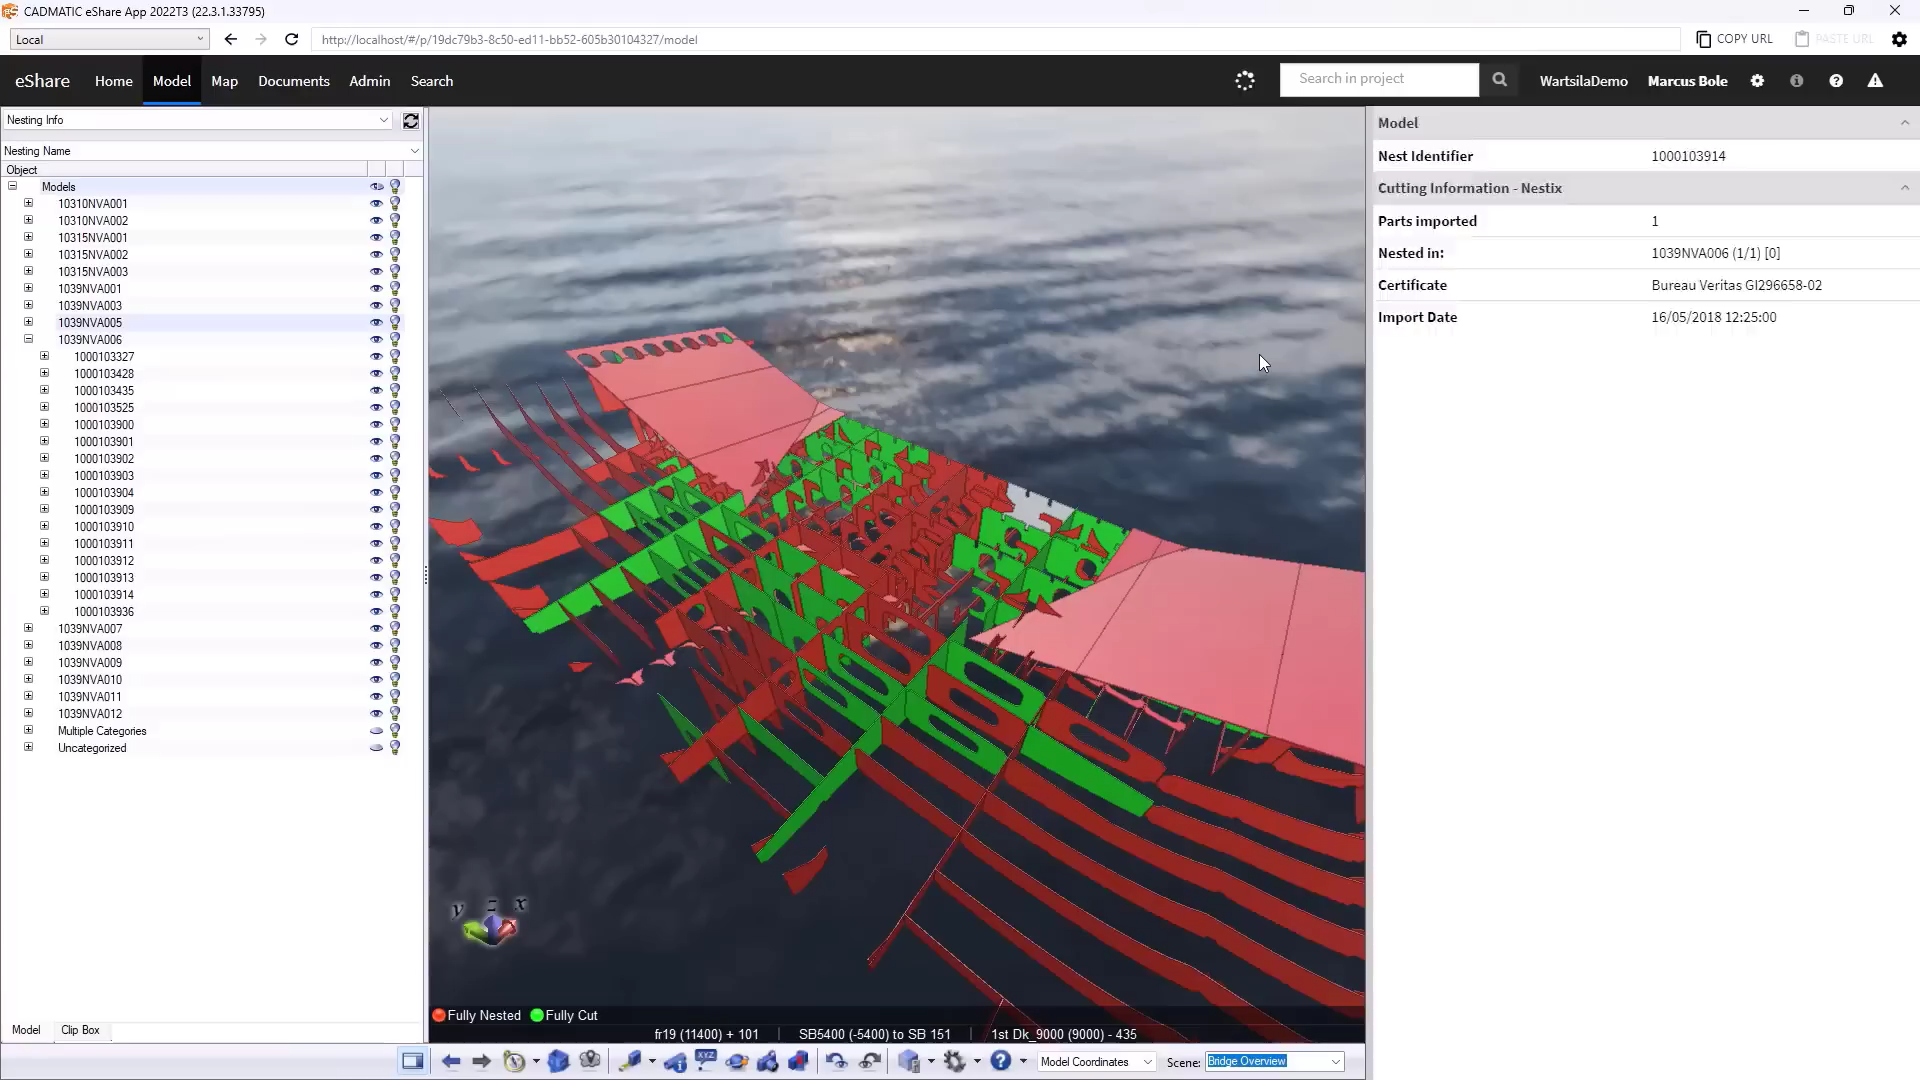 CADMATIC eShare App 2022T3 (22.3.1.33795)
Local
http://localhost/#/p/19dc79b3-8c50-ed11-bb52-605b30104327/model
COPY URL
PASTE URL
eShare
Home
Model
Map
Documents
Admin
Search
Search in project
WartsilaDemo
Marcus Bole
Nesting Info
Nesting Name
Object
Models
10310NVA001
10310NVA002
10315NVA001
10315NVA002
10315NVA003
1039NVA001
1039NVA003
1039NVA005
1039NVA006
1000103327
1000103428
1000103435
1000103525
1000103900
1000103901
1000103902
1000103903
1000103904
1000103909
1000103910
1000103911
1000103912
1000103913
1000103914
1000103936
1039NVA007
1039NVA008
1039NVA009
1039NVA010
1039NVA011
1039NVA012
Multiple Categories
Uncategorized
Model
Clip Box
y z x
Fully Nested
Fully Cut
fr19 (11400) + 101
SB5400 (-5400) to SB 151
1st Dk_9000 (9000) - 435
XYZ
Model Coordinates
Scene:
Bridge Overview
Model
Nest Identifier
1000103914
Cutting Information - Nestix
Parts imported
1
Nested in:
1039NVA006 (1/1) [0]
Certificate
Bureau Veritas GI296658-02
Import Date
16/05/2018 12:25:00